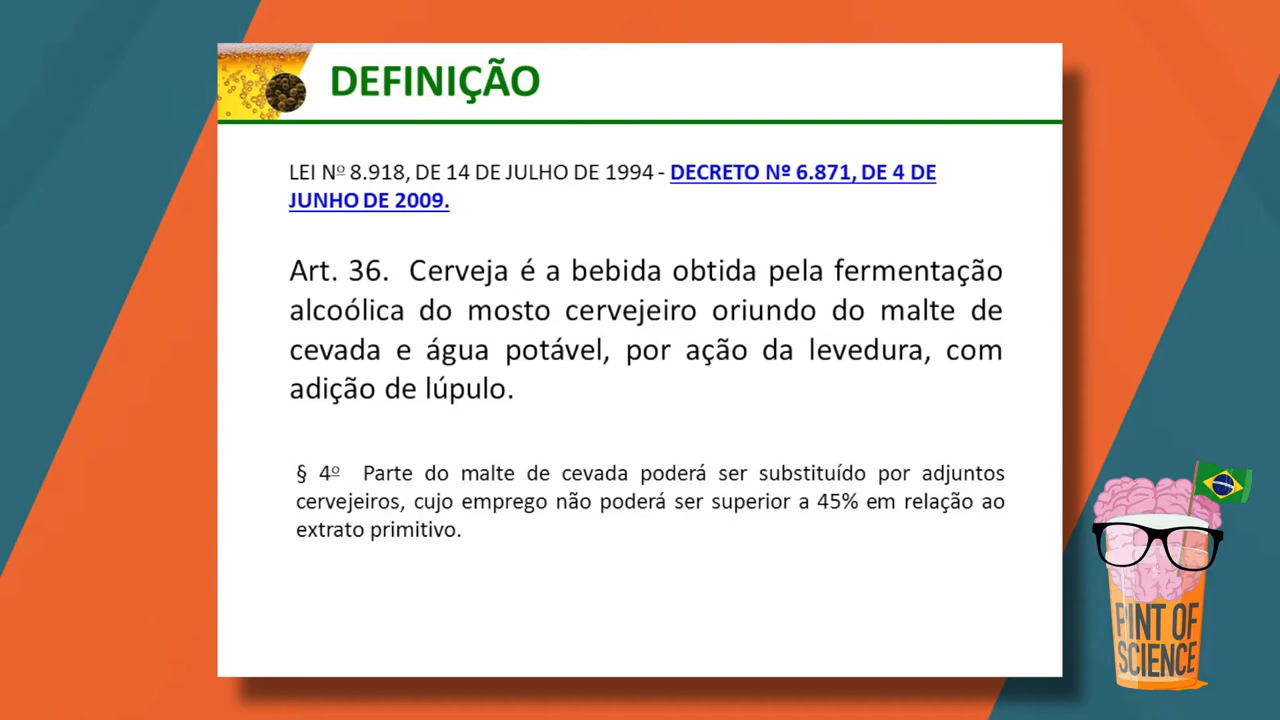 DEFINIÇÃO
LEI Nº 8.918, DE 14 DE JULHO DE 1994 - DECRETO Nº 6.871, DE 4 DE
JUNHO DE 2009.
Art. 36. Cerveja é a bebida obtida pela fermentação
alcoólica do mosto cervejeiro oriundo do malte de
cevada e água potável, por ação da levedura, com
adição de lúpulo.
§ 4º Parte do malte de cevada poderá ser substituído por adjuntos
cervejeiros, cujo emprego não poderá ser superior a 45% em relação ao
extrato primitivo.
PINT OF
SCIENCE